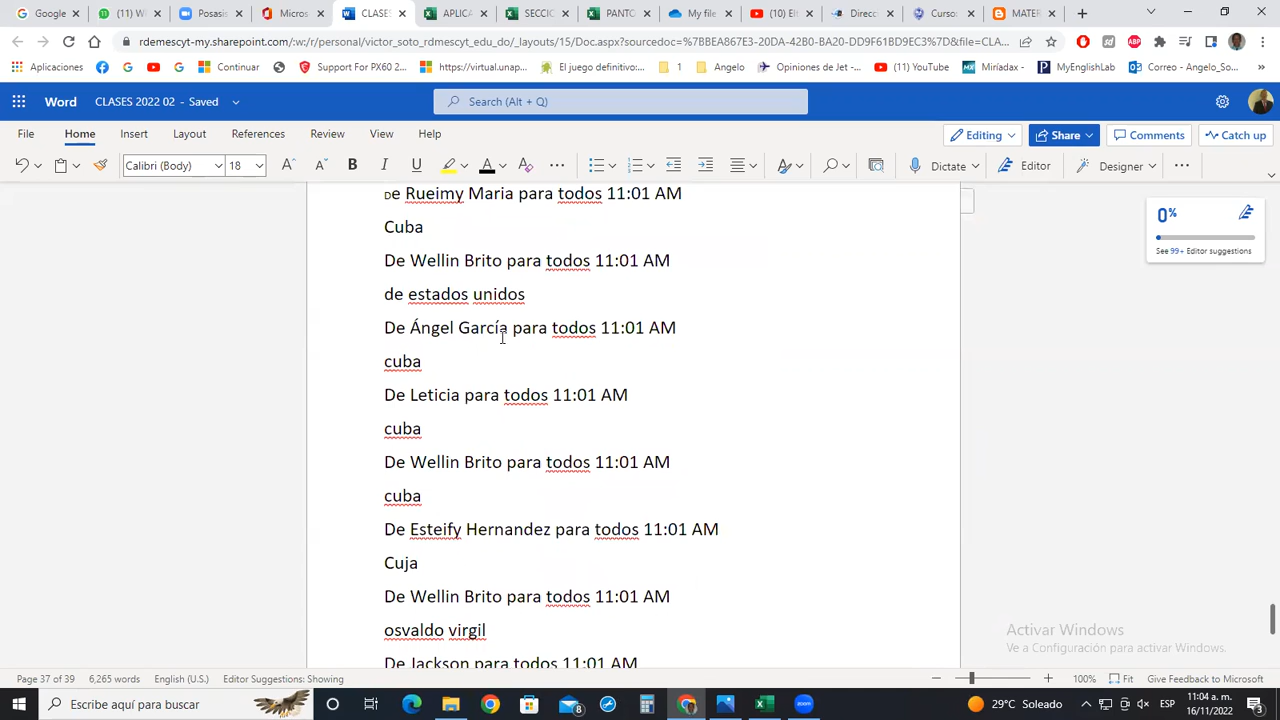 Google
(11) W
Posasis
Micros
CLASES
APLICA
SECCIC
PANTO
My file
(10) Elt
Direcc
Curso:
MATER
rdemescyt-my.sharepoint.com/:w:/r/personal/victor_soto_rdmescyt_edu_do/_layouts/15/Doc.aspx?sourcedoc=%7BBEA867E3-20DA-42B0-BA20-DD9F61BD9EC3%7D&file=CLA...
Aplicaciones
Continuar
Support For PX60 2...
https://virtual.unap...
El juego definitivo:...
1
Angelo
Opiniones de Jet -...
(11) YouTube
Miríadax -
MyEnglishLab
Correo - Angelo_So...
Word CLASES 2022 02 - Saved
Search (Alt + Q)
File Home Insert Layout References Review View Help
Editing Share Comments Catch up
Calibri (Body) 18 Dictate Editor Designer
De Rueimy Maria para todos 11:01 AM
Cuba
De Wellin Brito para todos 11:01 AM
de estados unidos
De Ángel García para todos 11:01 AM
cuba
De Leticia para todos 11:01 AM
cuba
De Wellin Brito para todos 11:01 AM
cuba
De Esteify Hernandez para todos 11:01 AM
Cuja
De Wellin Brito para todos 11:01 AM
osvaldo virgil
De Jackson para todos 11:01 AM
0%
See 99+ Editor suggestions
Activar Windows
Ve a Configuración para activar Windows.
Page 37 of 39 6,265 words English (U.S.) Editor Suggestions: Showing 100% Fit Give Feedback to Microsoft
Escribe aquí para buscar
29°C Soleado
ESP
11:04 a. m.
16/11/2022